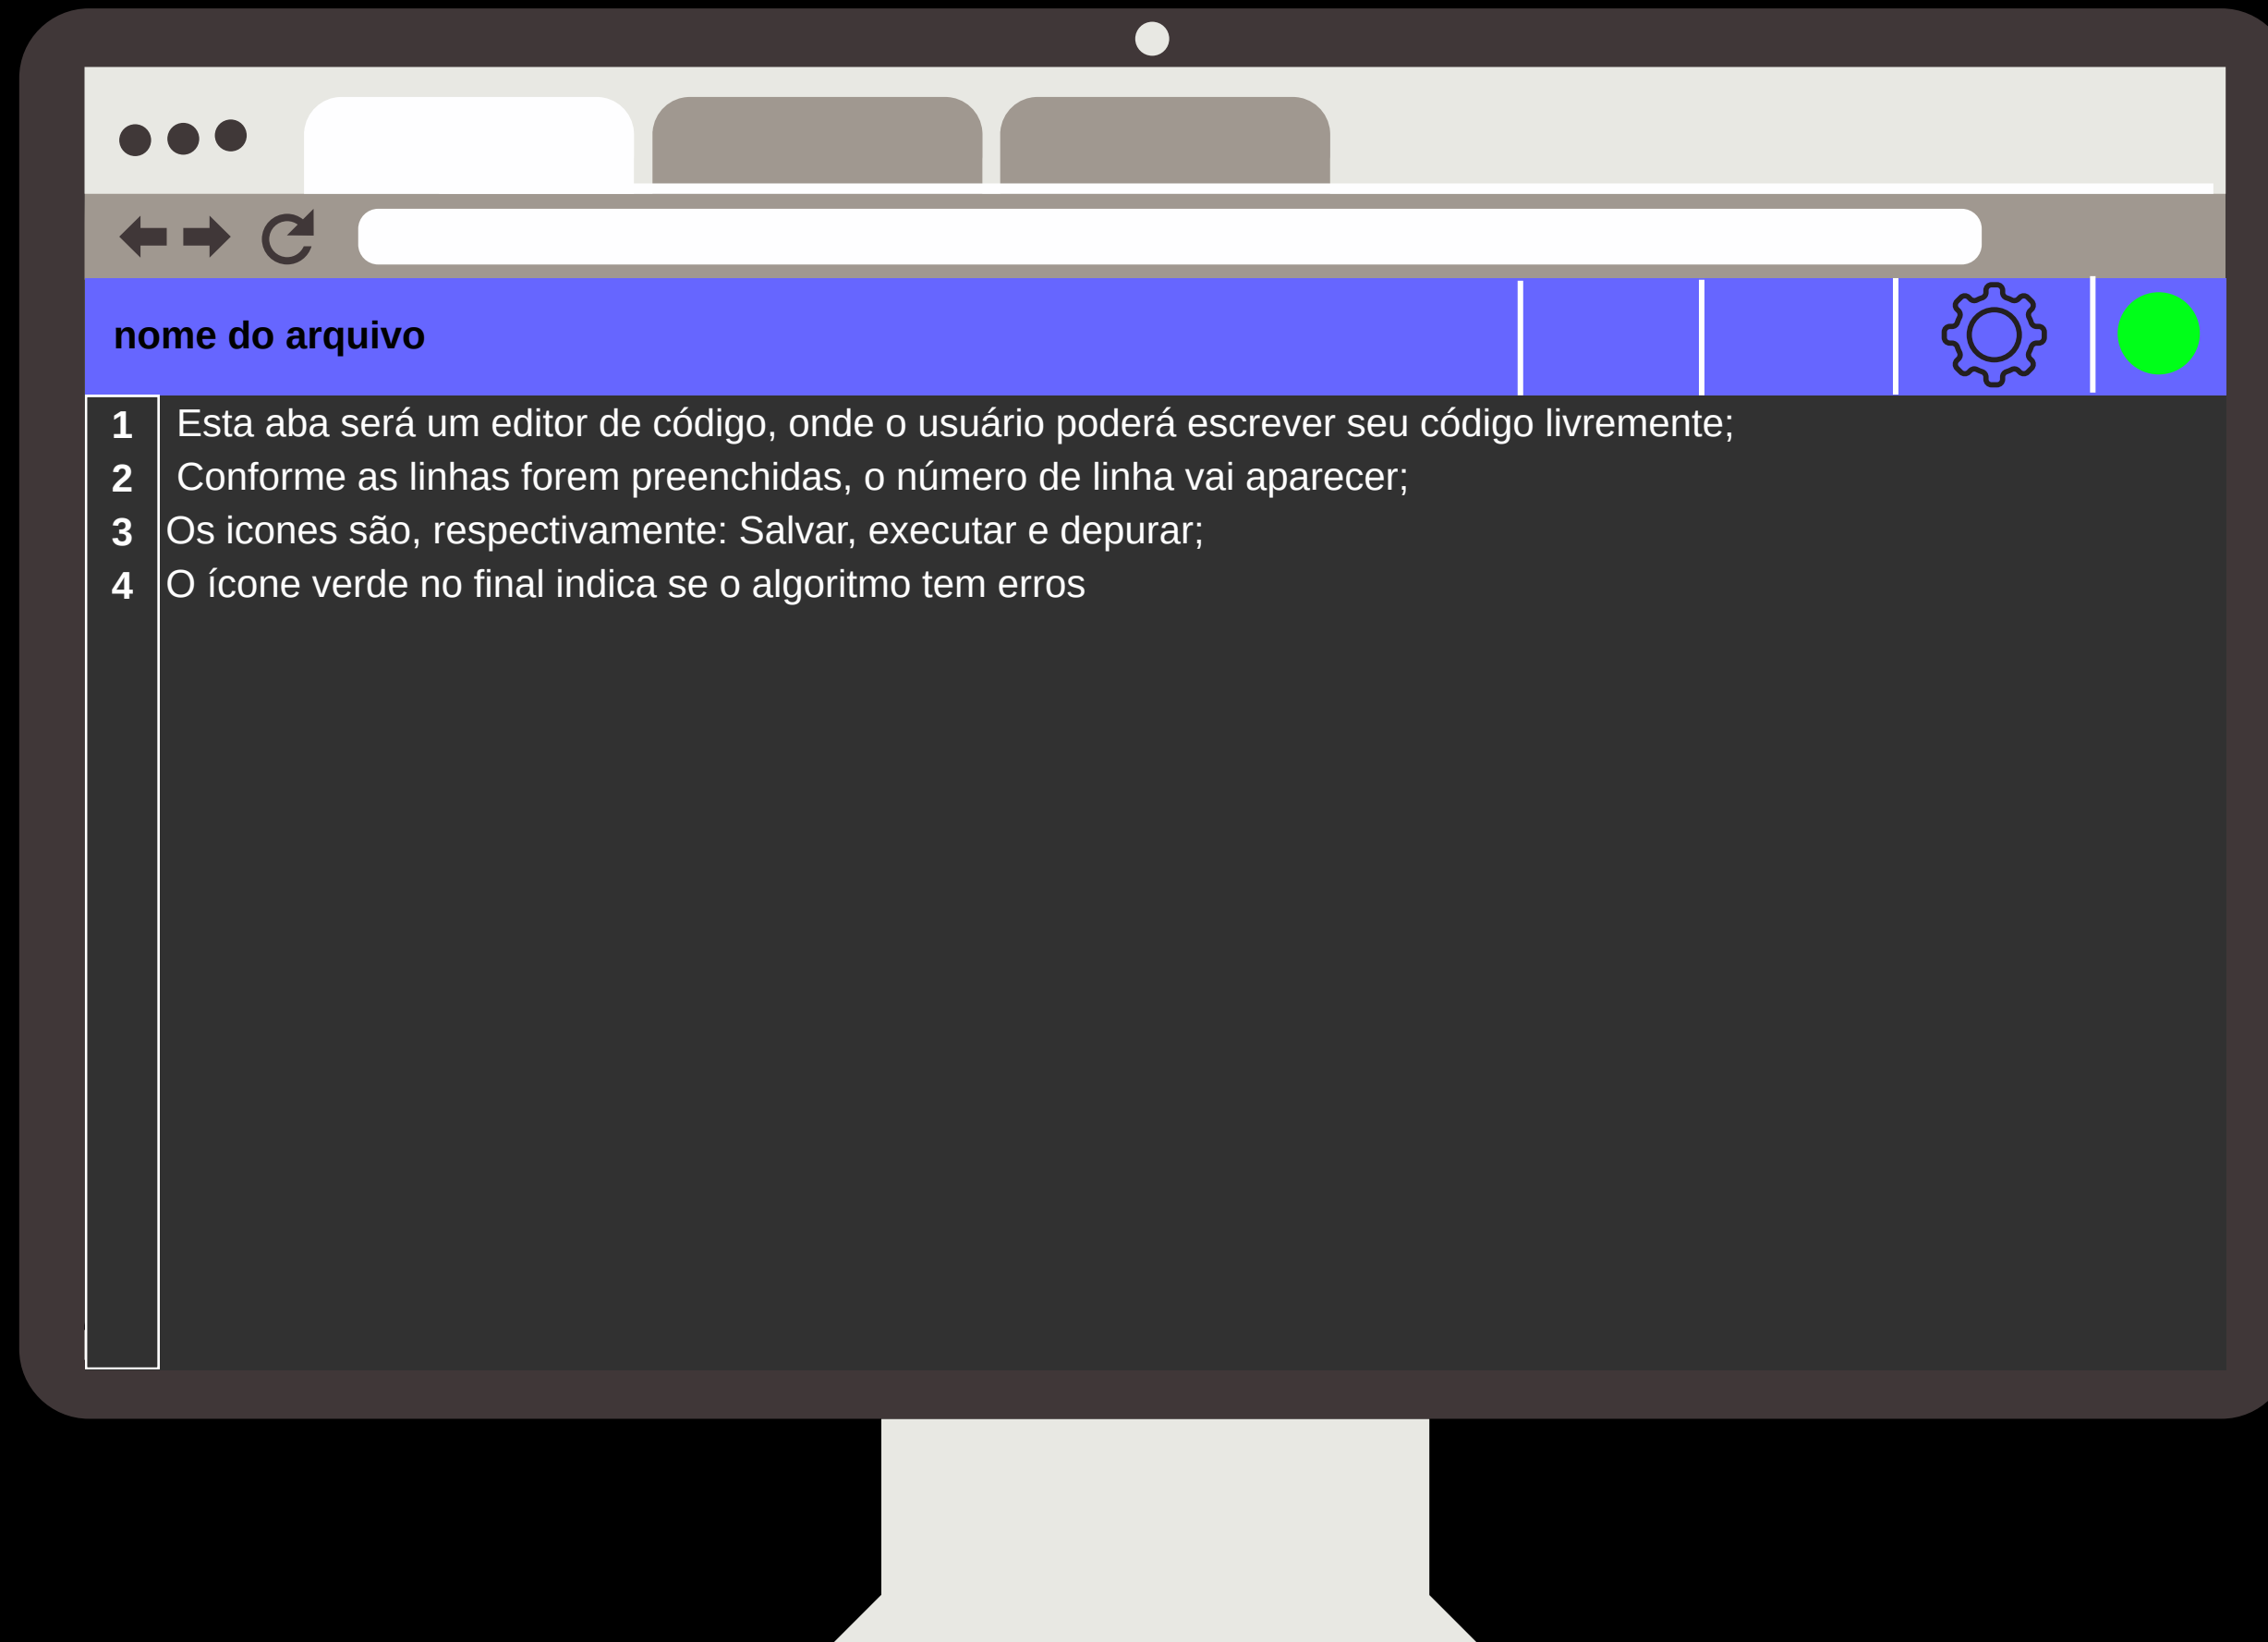 nome do arquivo
1 Esta aba será um editor de código, onde o usuário poderá escrever seu código livremente;
2 Conforme as linhas forem preenchidas, o número de linha vai aparecer;
3 Os icones são, respectivamente: Salvar, executar e depurar;
4 O ícone verde no final indica se o algoritmo tem erros